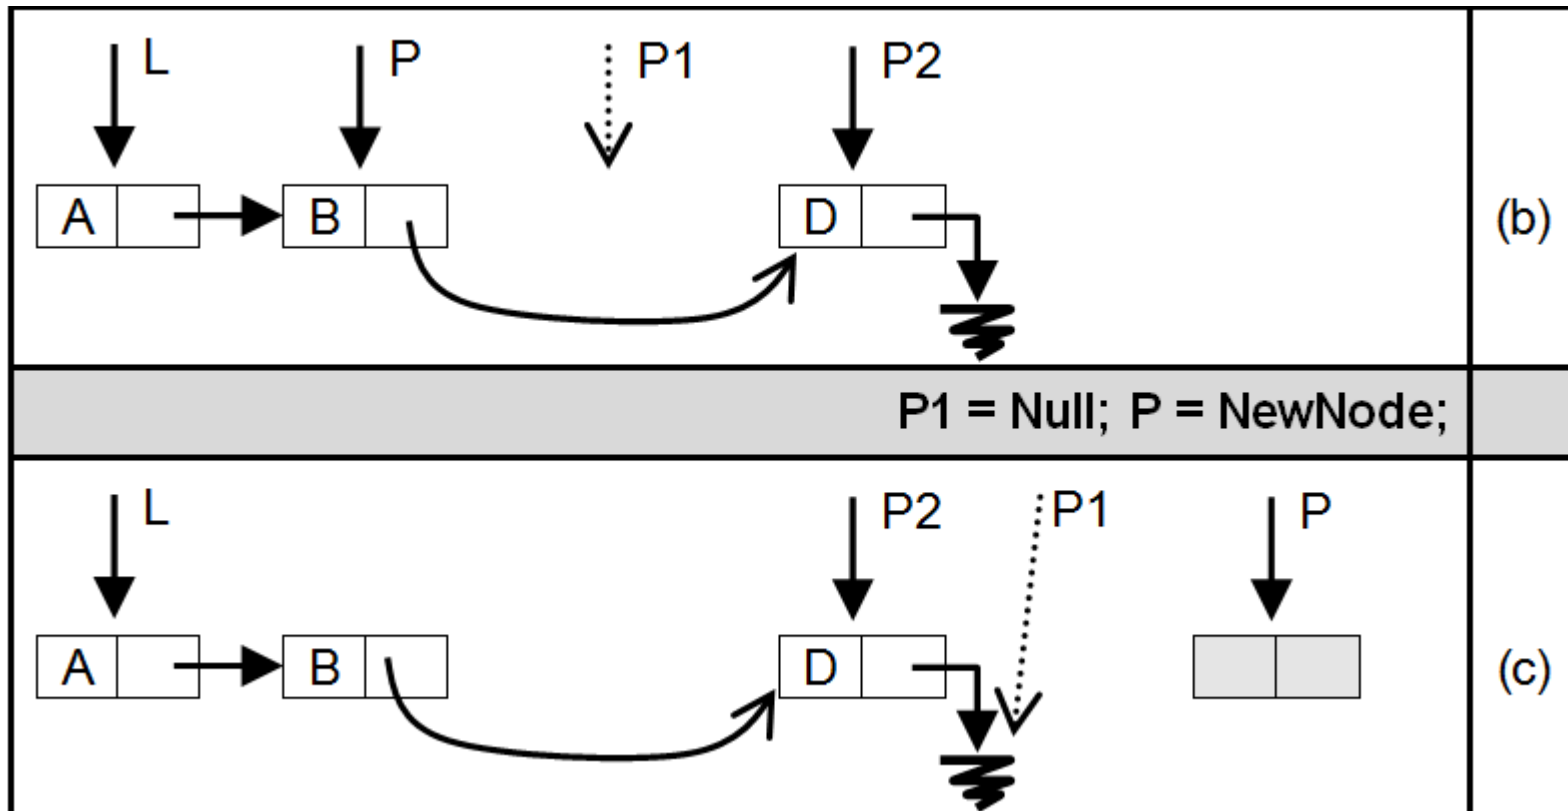 L P P1 P2
A B D (b)
P1 = Null; P = NewNode;
L P2 P1 P
A B D (c)